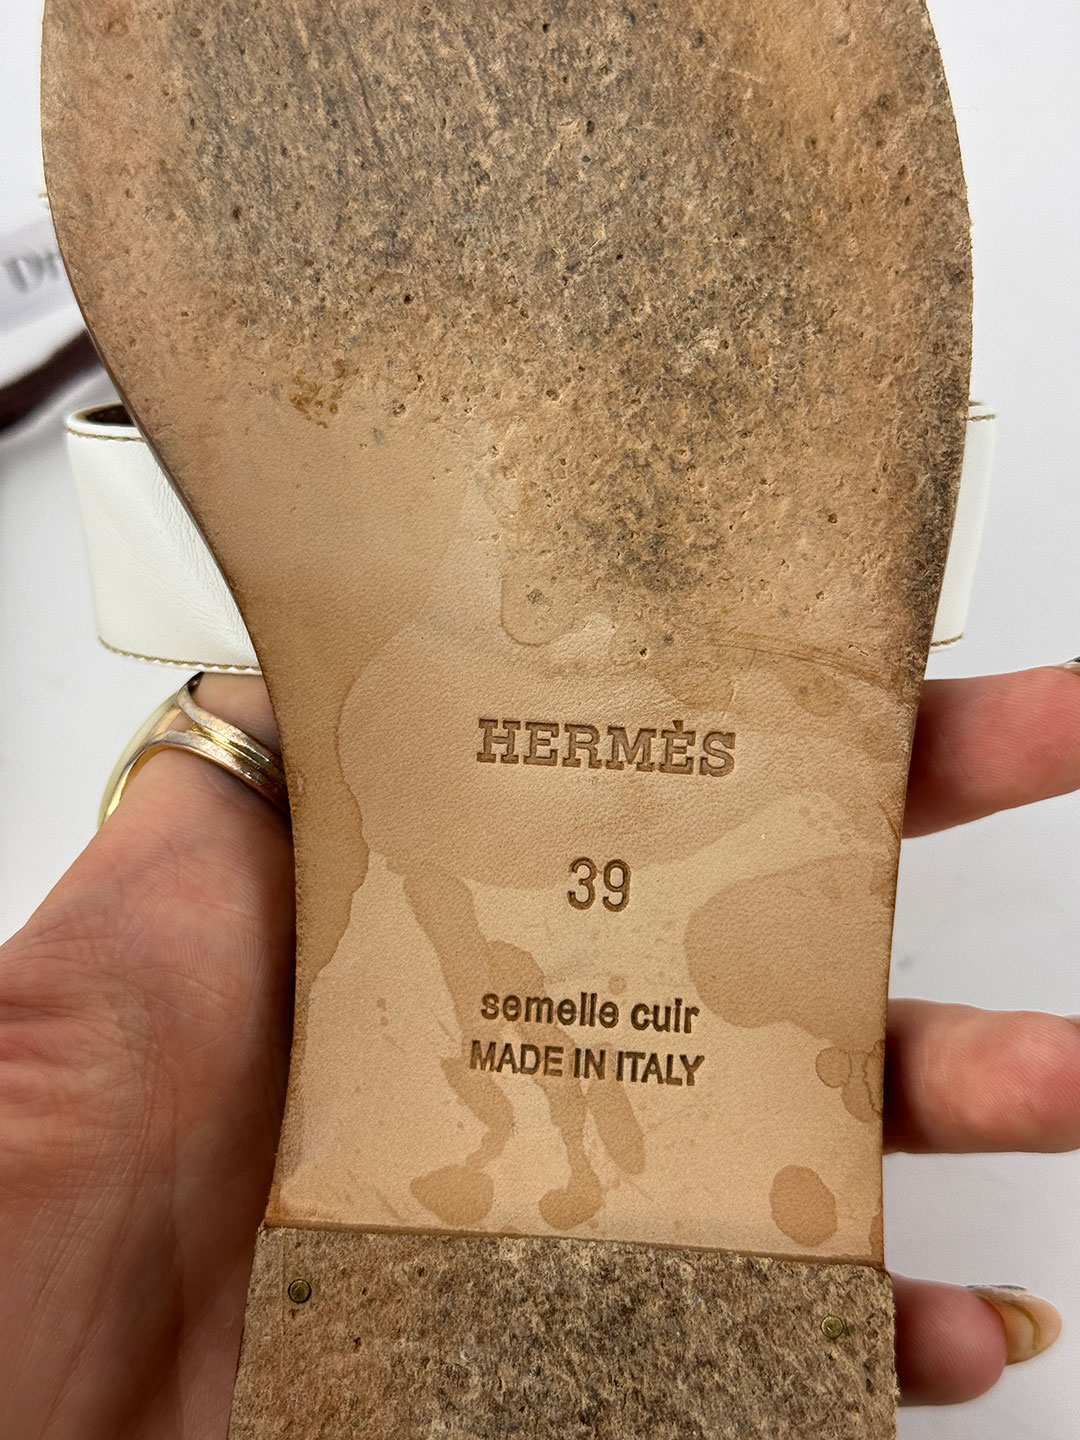 HERMÈS
39
semelle cuir
MADE IN ITALY